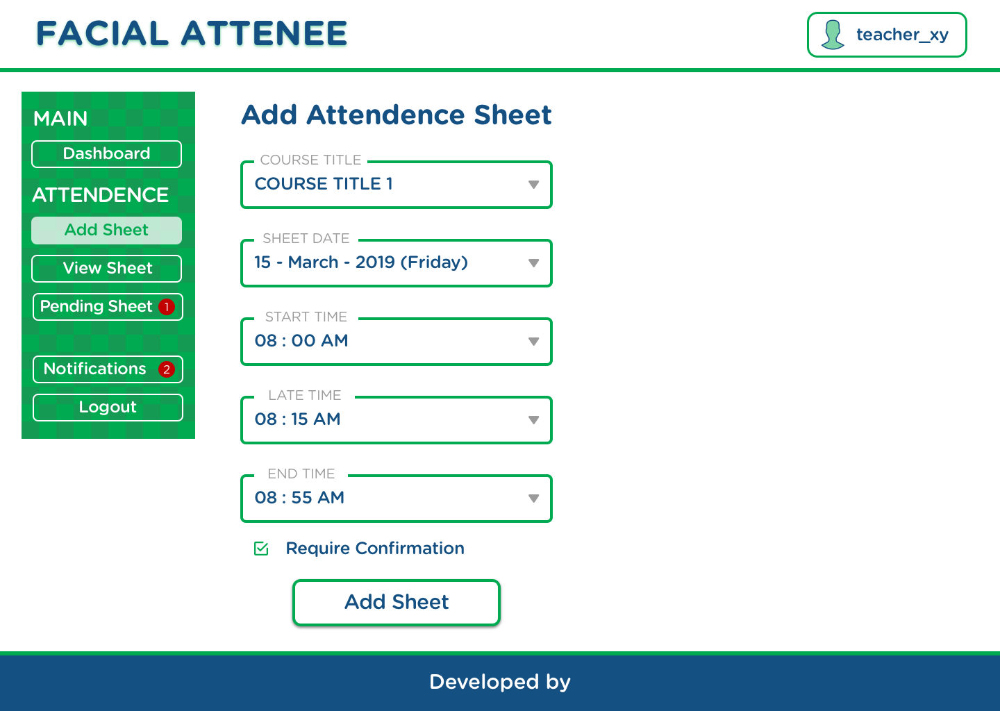 FACIAL ATTENEE
teacher_xy
MAIN
Dashboard
ATTENDENCE
Add Sheet
View Sheet
Pending Sheet 1
Notifications 2
Logout
Add Attendence Sheet
COURSE TITLE
COURSE TITLE 1
SHEET DATE
15 - March - 2019 (Friday)
START TIME
08 : 00 AM
LATE TIME
08 : 15 AM
END TIME
08 : 55 AM
Require Confirmation
Add Sheet
Developed by